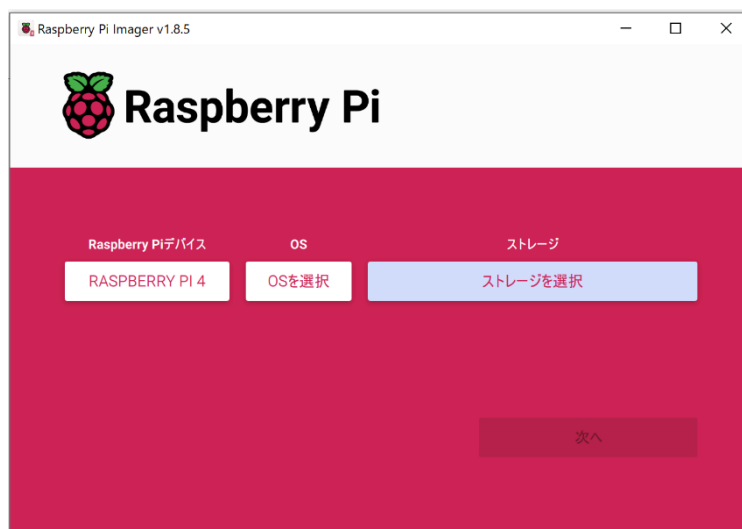 Raspberry Pi Imager v1.8.5
Raspberry Pi
Raspberry Piデバイス OS ストレージ
RASPBERRY PI 4 OSを選択 ストレージを選択
次へ